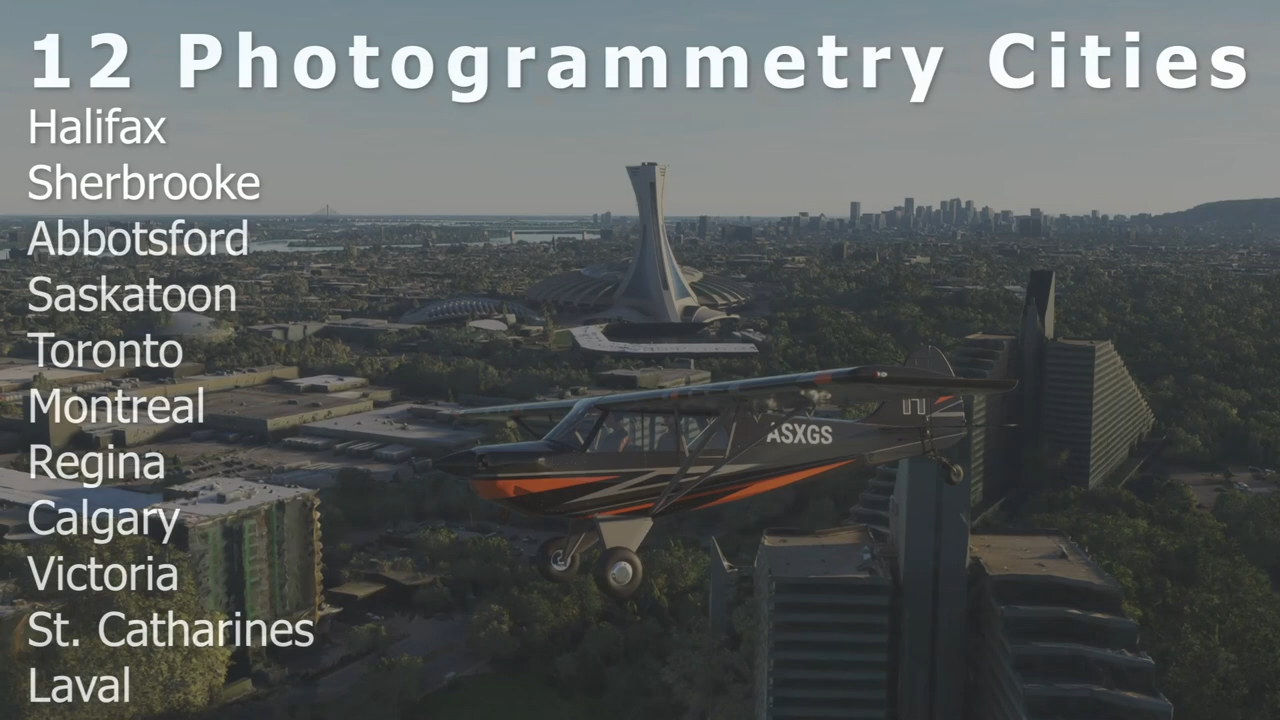 12 Photogrammetry Cities
Halifax
Sherbrooke
Abbotsford
Saskatoon
Toronto
Montreal
Regina
Calgary
Victoria
St. Catharines
Laval
ASXGS